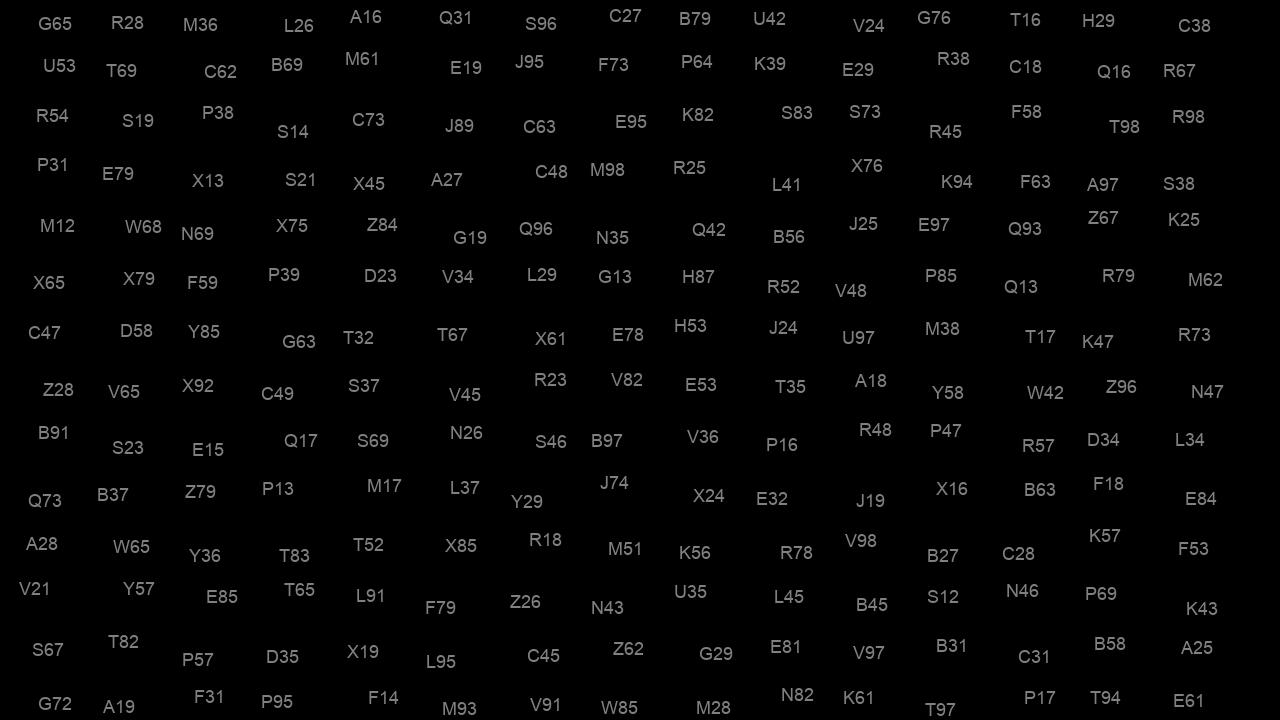 G65 R28 M36 L26 A16 Q31 S96 C27 B79 U42 V24 G76 T16 H29 C38
U53 T69 C62 B69 M61 E19 J95 F73 P64 K39 E29 R38 C18 Q16 R67
R54 S19 P38 S14 C73 J89 C63 E95 K82 S83 S73 R45 F58 T98 R98
P31 E79 X13 S21 X45 A27 C48 M98 R25 L41 X76 K94 F63 A97 S38
M12 W68 N69 X75 Z84 G19 Q96 N35 Q42 B56 J25 E97 Q93 Z67 K25
X65 X79 F59 P39 D23 V34 L29 G13 H87 R52 V48 P85 Q13 R79 M62
C47 D58 Y85 G63 T32 T67 X61 E78 H53 J24 U97 M38 T17 K47 R73
Z28 V65 X92 C49 S37 V45 R23 V82 E53 T35 A18 Y58 W42 Z96 N47
B91 S23 E15 Q17 S69 N26 S46 B97 V36 P16 R48 P47 R57 D34 L34
Q73 B37 Z79 P13 M17 L37 Y29 J74 X24 E32 J19 X16 B63 F18 E84
A28 W65 Y36 T83 T52 X85 R18 M51 K56 R78 V98 B27 C28 K57 F53
V21 Y57 E85 T65 L91 F79 Z26 N43 U35 L45 B45 S12 N46 P69 K43
S67 T82 P57 D35 X19 L95 C45 Z62 G29 E81 V97 B31 C31 B58 A25
G72 A19 F31 P95 F14 M93 V91 W85 M28 N82 K61 T97 P17 T94 E61